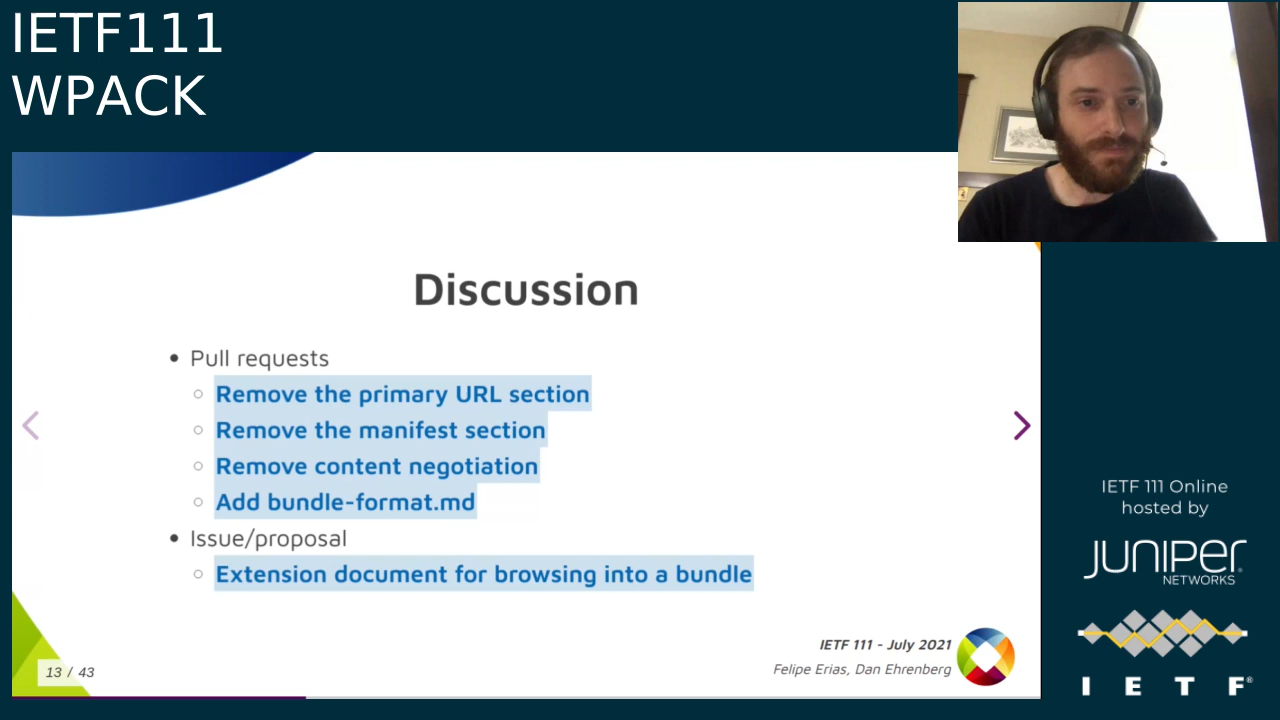 IETF111
WPACK
Discussion
Pull requests
Remove the primary URL section
Remove the manifest section
Remove content negotiation
Add bundle-format.md
Issue/proposal
Extension document for browsing into a bundle
IETF 111 - July 2021
Felipe Erias, Dan Ehrenberg
13 / 43
IETF 111 Online
hosted by
JUNIPER
NETWORKS
I E T F®